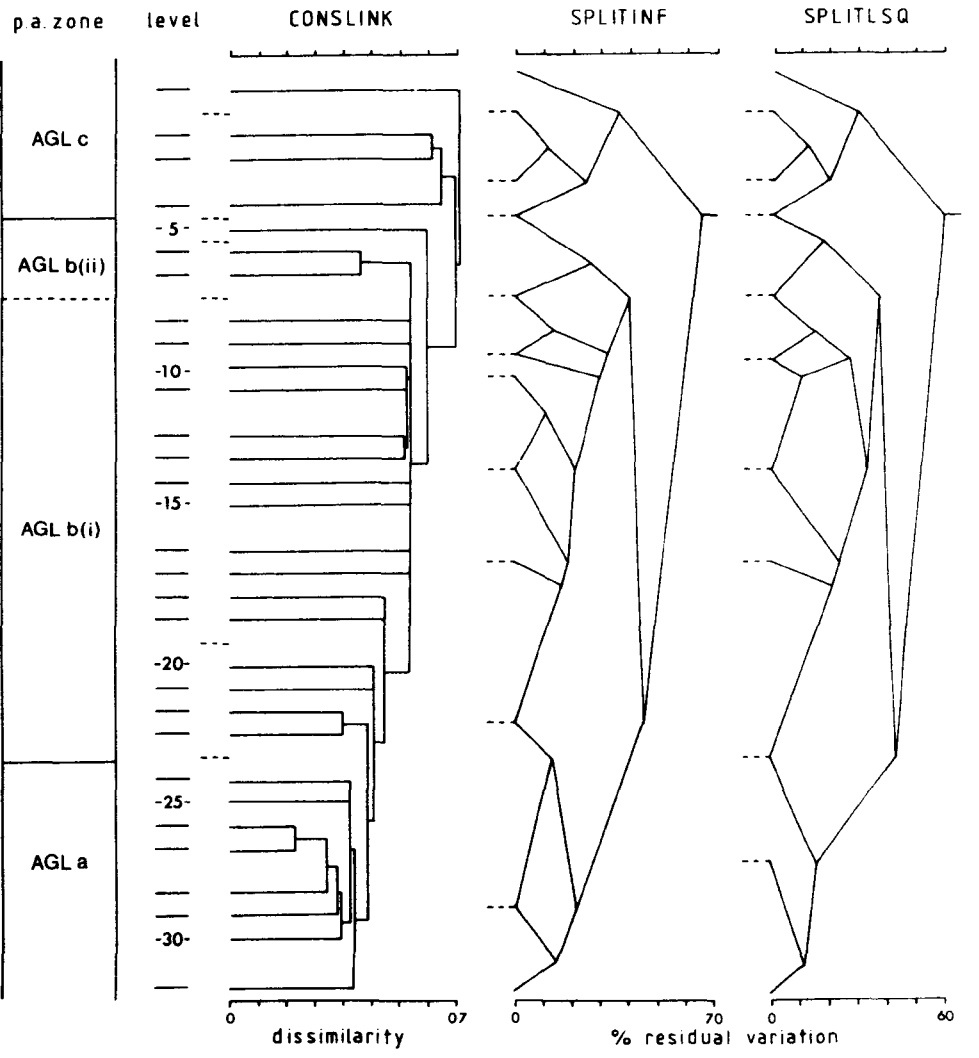 p.a. zone level CONSLINK SPLITINF SPLITLSQ
AGL c
-5-
AGL b(ii)
-10-
-15-
AGL b(i)
-20-
-25-
AGL a
-30-
0 07 0 70 0 60
dissimilarity % residual variation